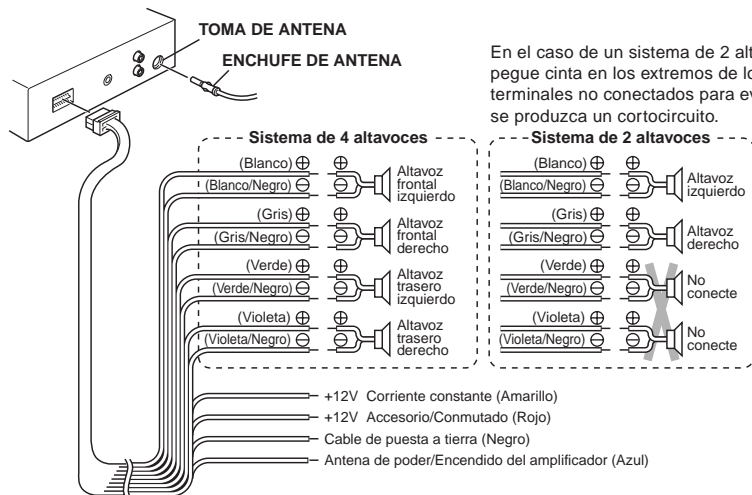 TOMA DE ANTENA
ENCHUFE DE ANTENA
En el caso de un sistema de 2
pegue cinta en los extremos de
terminales no conectados para
se produzca un cortocircuito.
Sistema de 4 altavoces
(Blanco) ⊕ ⊕
(Blanco/Negro) ⊖ ⊖
Altavoz
frontal
izquierdo
(Gris) ⊕ ⊕
(Gris/Negro) ⊖ ⊖
Altavoz
frontal
derecho
(Verde) ⊕ ⊕
(Verde/Negro) ⊖ ⊖
Altavoz
trasero
izquierdo
(Violeta) ⊕ ⊕
(Violeta/Negro) ⊖ ⊖
Altavoz
trasero
derecho
Sistema de 2 altavoces
(Blanco) ⊕ ⊕
(Blanco/Negro) ⊖ ⊖
Altavoz
izquierdo
(Gris) ⊕ ⊕
(Gris/Negro) ⊖ ⊖
Altavoz
derecho
(Verde) ⊕ ⊕
(Verde/Negro) ⊖ ⊖
No
conecte
(Violeta) ⊕ ⊕
(Violeta/Negro) ⊖ ⊖
No
conecte
+12V Corriente constante (Amarillo)
+12V Accesorio/Conmutado (Rojo)
Cable de puesta a tierra (Negro)
Antena de poder/Encendido del amplificador (Azul)